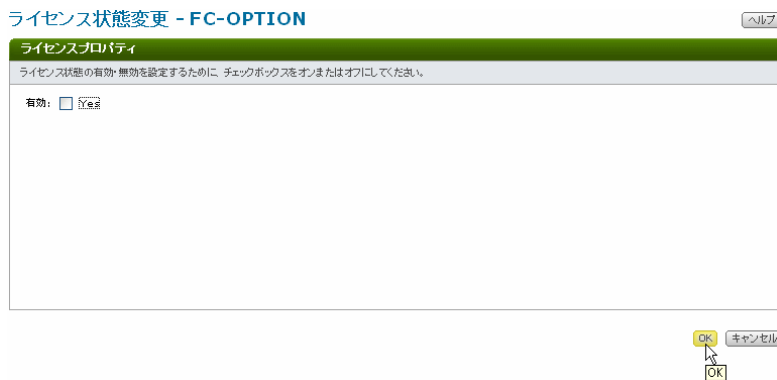 ライセンス状態変更 - FC-OPTION
ヘルプ
ライセンスプロパティ
ライセンス状態の有効・無効を設定するために、チェックボックスをオンまたはオフにしてください。
有効: Yes
OK キャンセル
OK